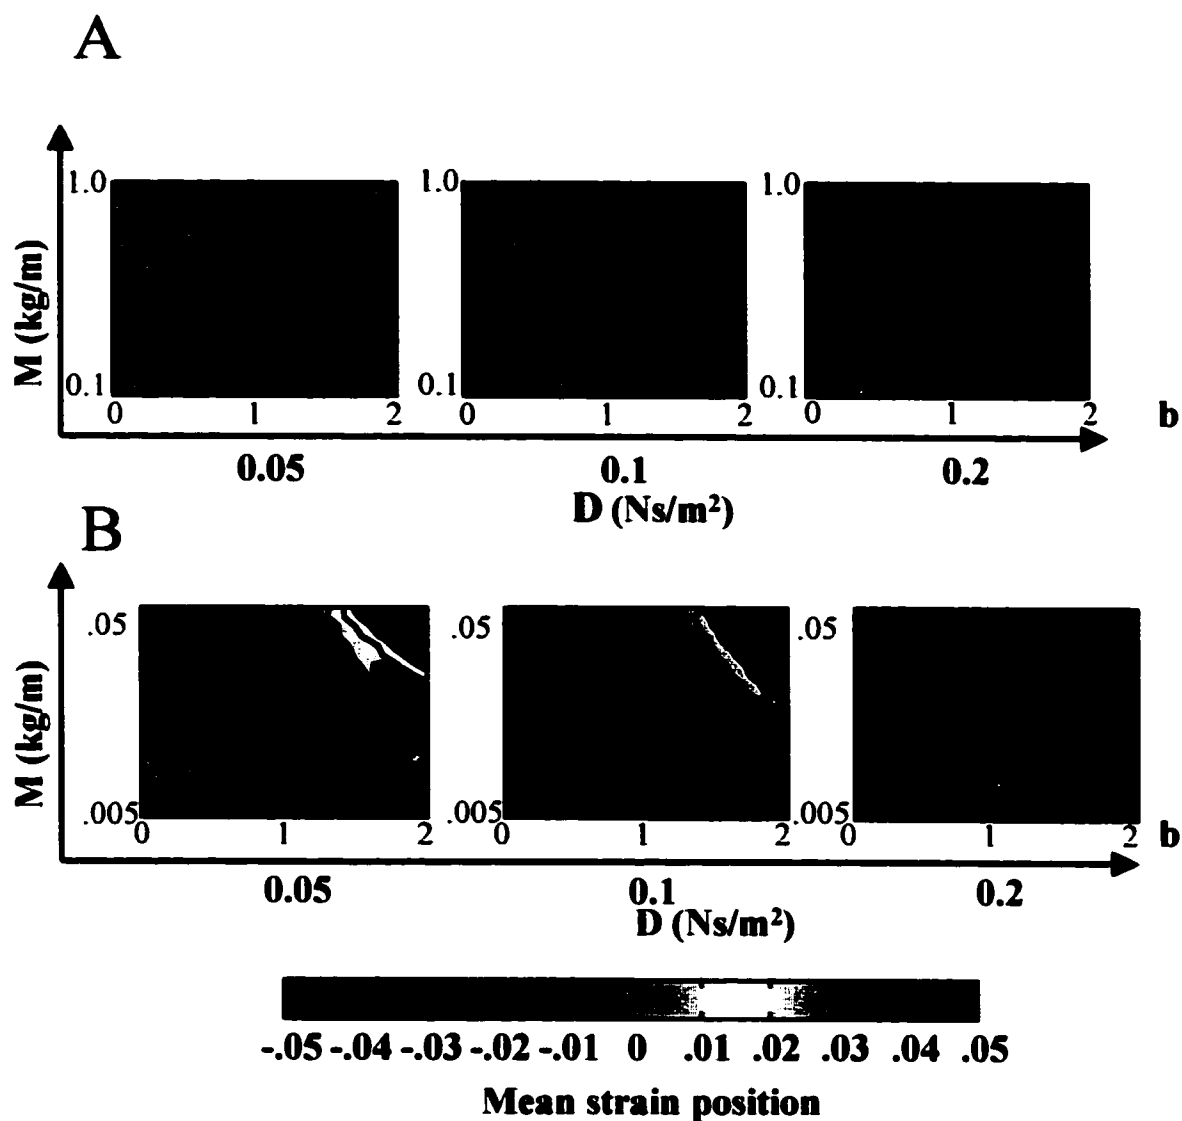 A
M (kg/m)
1.0 1.0 1.0
0.1 0.1 0.1
0 1 2 0 1 2 0 1 2 b
0.05 0.1 0.2
D (Ns/m²)
B
M (kg/m)
.05 .05 .05
.005 .005 .005
0 1 2 0 1 2 0 1 2 b
0.05 0.1 0.2
D (Ns/m²)
-.05 -.04 -.03 -.02 -.01 0 .01 .02 .03 .04 .05
Mean strain position